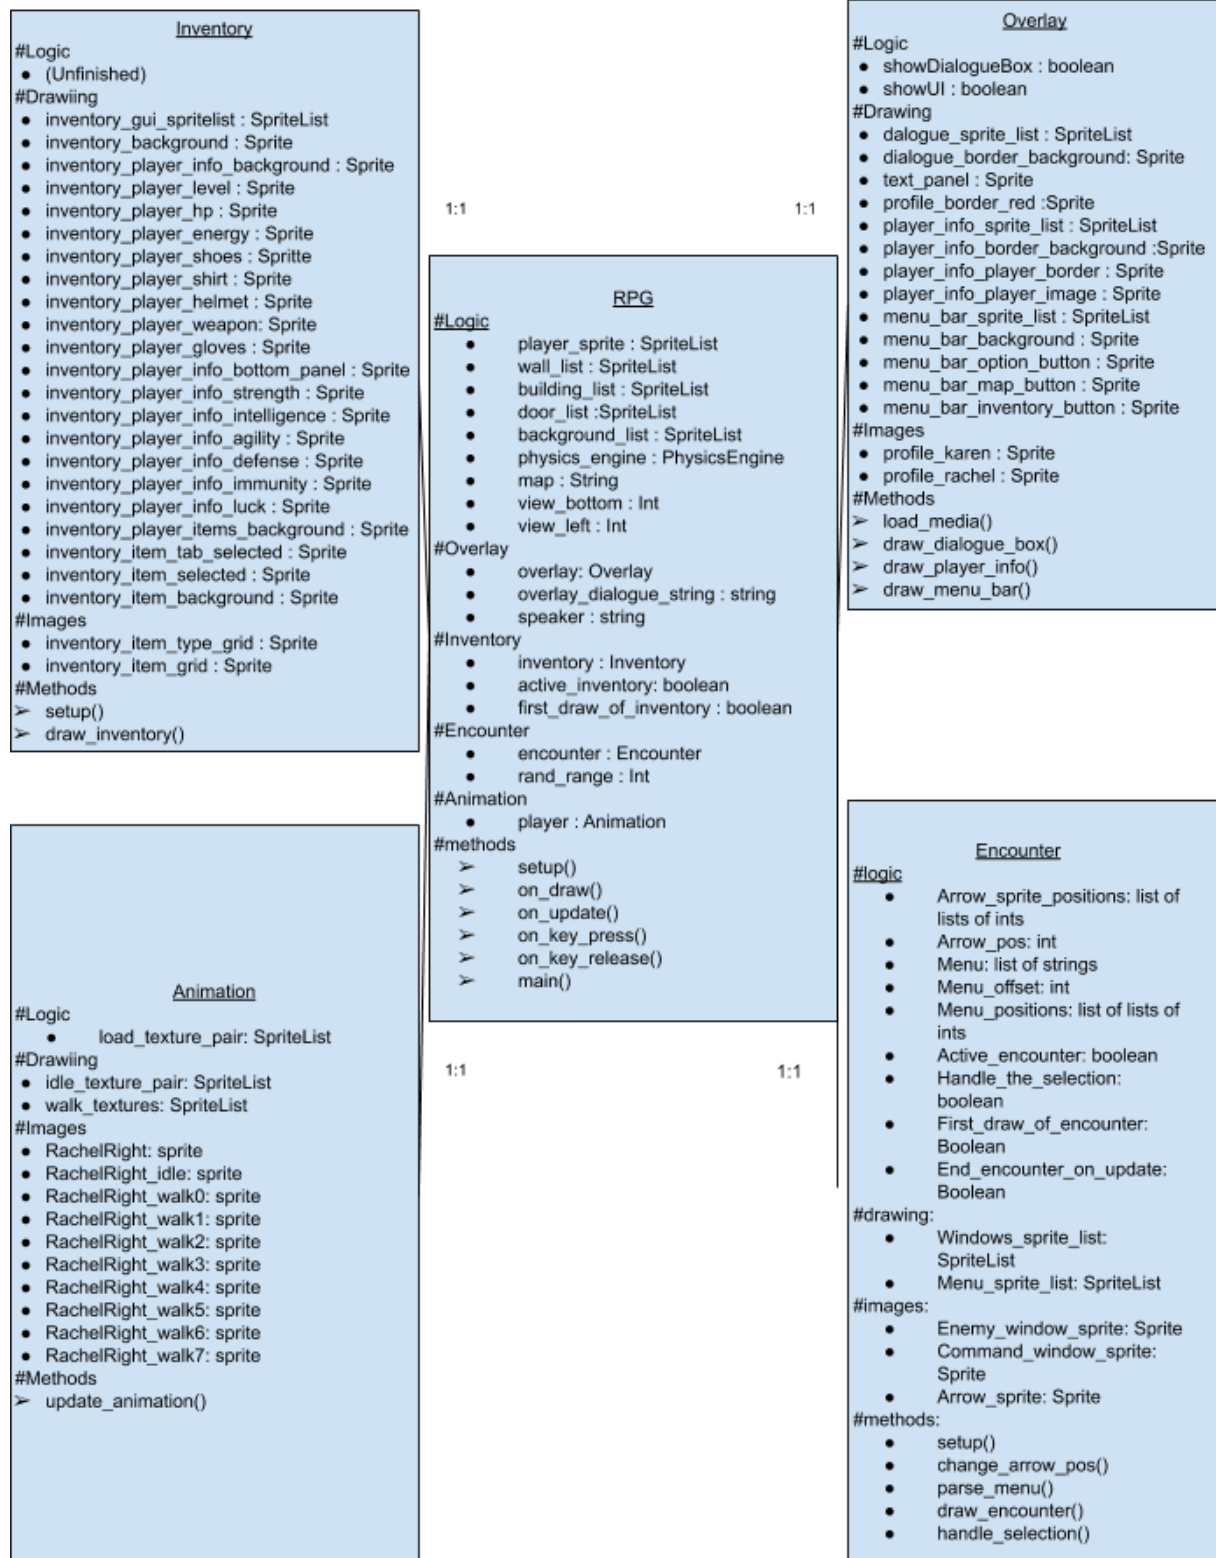 Inventory
#Logic
● (Unfinished)
#Drawiing
● inventory_gui_spritelist : SpriteList
● inventory_background : Sprite
● inventory_player_info_background : Sprite
● inventory_player_level : Sprite
● inventory_player_hp : Sprite
● inventory_player_energy : Sprite
● inventory_player_shoes : Spritte
● inventory_player_shirt : Sprite
● inventory_player_helmet : Sprite
● inventory_player_weapon: Sprite
● inventory_player_gloves : Sprite
● inventory_player_info_bottom_panel : Sprite
● inventory_player_info_strength : Sprite
● inventory_player_info_intelligence : Sprite
● inventory_player_info_agility : Sprite
● inventory_player_info_defense : Sprite
● inventory_player_info_immunity : Sprite
● inventory_player_info_luck : Sprite
● inventory_player_items_background : Sprite
● inventory_item_tab_selected : Sprite
● inventory_item_selected : Sprite
● inventory_item_background : Sprite
#Images
● inventory_item_type_grid : Sprite
● inventory_item_grid : Sprite
#Methods
➢ setup()
➢ draw_inventory()
1:1
1:1
RPG
#Logic
● player_sprite : SpriteList
● wall_list : SpriteList
● building_list : SpriteList
● door_list :SpriteList
● background_list : SpriteList
● physics_engine : PhysicsEngine
● map : String
● view_bottom : Int
● view_left : Int
#Overlay
● overlay: Overlay
● overlay_dialogue_string : string
● speaker : string
#Inventory
● inventory : Inventory
● active_inventory: boolean
● first_draw_of_inventory : boolean
#Encounter
● encounter : Encounter
● rand_range : Int
#Animation
● player : Animation
#methods
➢ setup()
➢ on_draw()
➢ on_update()
➢ on_key_press()
➢ on_key_release()
➢ main()
1:1
1:1
Overlay
#Logic
● showDialogueBox : boolean
● showUI : boolean
#Drawing
● dalogue_sprite_list : SpriteList
● dialogue_border_background: Sprite
● text_panel : Sprite
● profile_border_red :Sprite
● player_info_sprite_list : SpriteList
● player_info_border_background :Sprite
● player_info_player_border : Sprite
● player_info_player_image : Sprite
● menu_bar_sprite_list : SpriteList
● menu_bar_background : Sprite
● menu_bar_option_button : Sprite
● menu_bar_map_button : Sprite
● menu_bar_inventory_button : Sprite
#Images
● profile_karen : Sprite
● profile_rachel : Sprite
#Methods
➢ load_media()
➢ draw_dialogue_box()
➢ draw_player_info()
➢ draw_menu_bar()
Animation
#Logic
● load_texture_pair: SpriteList
#Drawiing
● idle_texture_pair: SpriteList
● walk_textures: SpriteList
#Images
● RachelRight: sprite
● RachelRight_idle: sprite
● RachelRight_walk0: sprite
● RachelRight_walk1: sprite
● RachelRight_walk2: sprite
● RachelRight_walk3: sprite
● RachelRight_walk4: sprite
● RachelRight_walk5: sprite
● RachelRight_walk6: sprite
● RachelRight_walk7: sprite
#Methods
➢ update_animation()
Encounter
#logic
● Arrow_sprite_positions: list of
lists of ints
● Arrow_pos: int
● Menu: list of strings
● Menu_offset: int
● Menu_positions: list of lists of
ints
● Active_encounter: boolean
● Handle_the_selection:
boolean
● First_draw_of_encounter:
Boolean
● End_encounter_on_update:
Boolean
#drawing:
● Windows_sprite_list:
SpriteList
● Menu_sprite_list: SpriteList
#images:
● Enemy_window_sprite: Sprite
● Command_window_sprite:
Sprite
● Arrow_sprite: Sprite
#methods:
● setup()
● change_arrow_pos()
● parse_menu()
● draw_encounter()
● handle_selection()